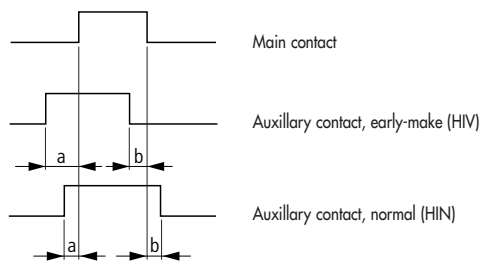 Main contact
Auxillary contact, early-make (HIV)
a b
Auxillary contact, normal (HIN)
a b